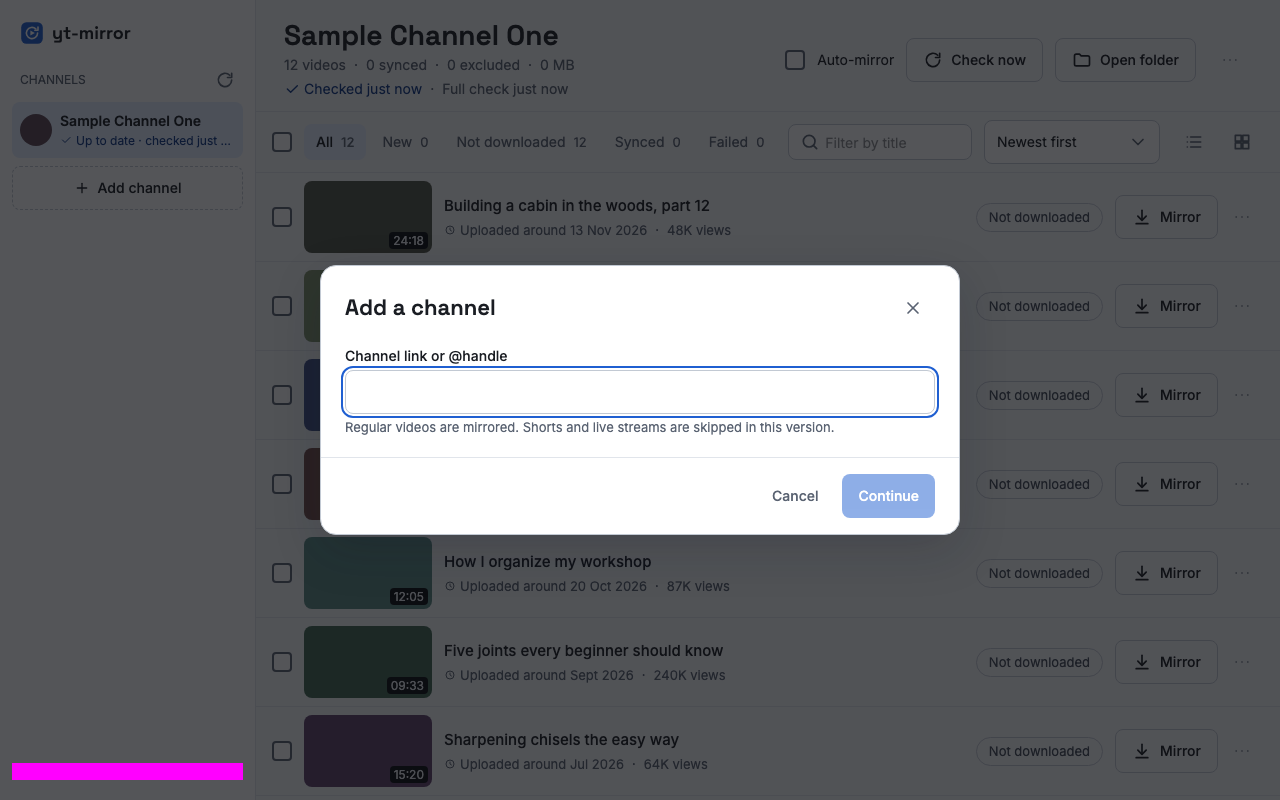 yt-mirror
CHANNELS
Sample Channel One
Up to date · checked just ...
Add channel
Sample Channel One
12 videos · 0 synced · 0 excluded · 0 MB
Checked just now · Full check just now
Auto-mirror
Check now
Open folder
All 12
New 0
Not downloaded 12
Synced 0
Failed 0
Filter by title
Newest first
24:18
Building a cabin in the woods, part 12
Uploaded around 13 Nov 2026 · 48K views
Not downloaded
Mirror
Not downloaded
Mirror
Add a channel
Channel link or @handle
Regular videos are mirrored. Shorts and live streams are skipped in this version.
Cancel
Continue
Not downloaded
Mirror
Not downloaded
Mirror
12:05
How I organize my workshop
Uploaded around 20 Oct 2026 · 87K views
Not downloaded
Mirror
09:33
Five joints every beginner should know
Uploaded around Sept 2026 · 240K views
Not downloaded
Mirror
15:20
Sharpening chisels the easy way
Uploaded around Jul 2026 · 64K views
Not downloaded
Mirror